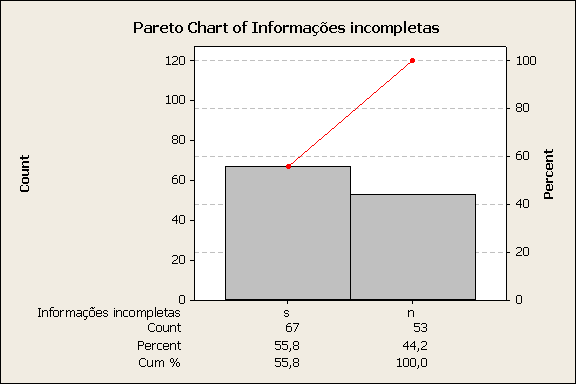 Pareto Chart of Informações incompletas
120
100
80
60
40
20
0
Count
100
80
60
40
20
0
Percent
Informações incompletas s n
Count 67 53
Percent 55,8 44,2
Cum % 55,8 100,0